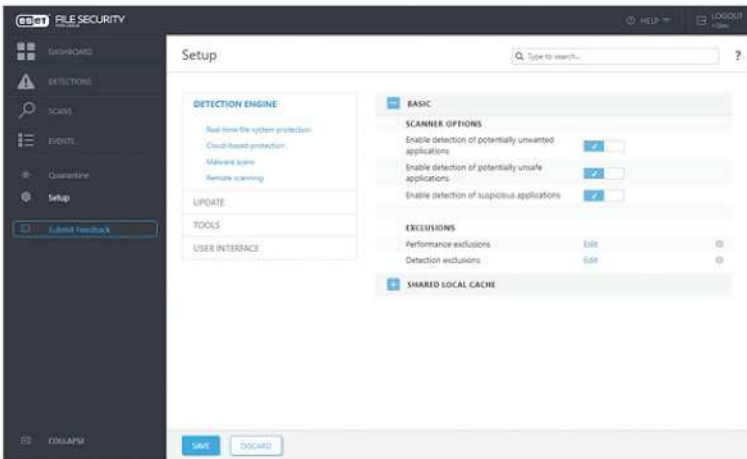 eset FILE SECURITY
HELP
LOGOUT
DASHBOARD
DETECTIONS
SCANS
EVENTS
Quarantine
Setup
Submit Feedback
COLLAPSE
Setup
Type to search...
?
DETECTION ENGINE
Real-time file system protection
Cloud-based protection
Malware scans
Remote scanning
UPDATE
TOOLS
USER INTERFACE
BASIC
SCANNER OPTIONS
Enable detection of potentially unwanted
applications
Enable detection of potentially unsafe
applications
Enable detection of suspicious applications
EXCLUSIONS
Performance exclusions Edit
Detection exclusions Edit
SHARED LOCAL CACHE
SAVE DISCARD